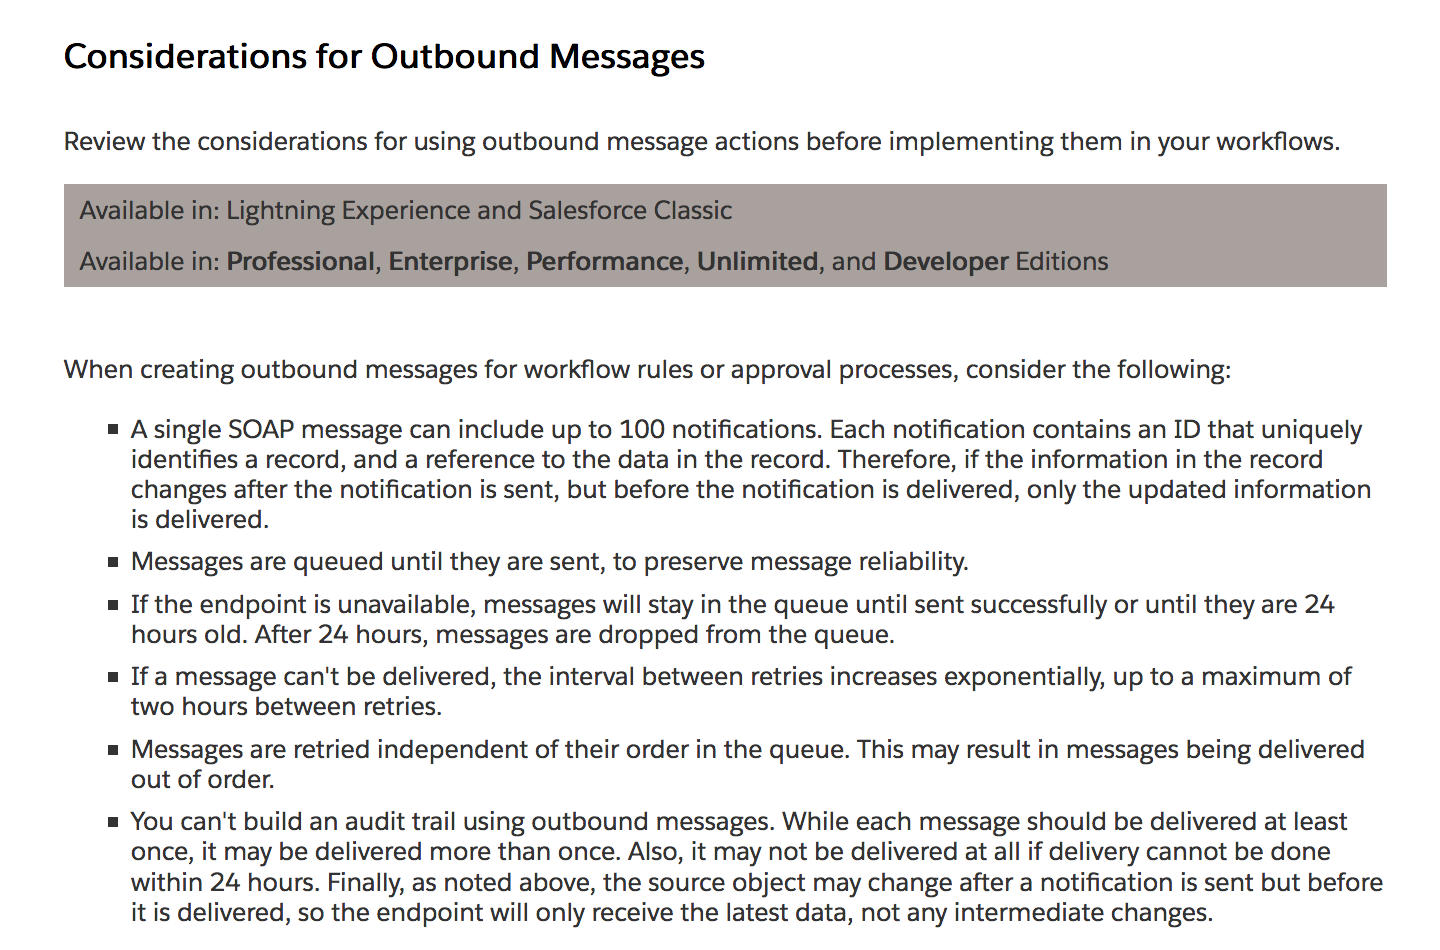 Considerations for Outbound Messages
Review the considerations for using outbound message actions before implementing them in your workflows.
Available in: Lightning Experience and Salesforce Classic
Available in: Professional, Enterprise, Performance, Unlimited, and Developer Editions
When creating outbound messages for workflow rules or approval processes, consider the following:
▪ A single SOAP message can include up to 100 notifications. Each notification contains an ID that uniquely
identifies a record, and a reference to the data in the record. Therefore, if the information in the record
changes after the notification is sent, but before the notification is delivered, only the updated information
is delivered.
▪ Messages are queued until they are sent, to preserve message reliability.
▪ If the endpoint is unavailable, messages will stay in the queue until sent successfully or until they are 24
hours old. After 24 hours, messages are dropped from the queue.
▪ If a message can't be delivered, the interval between retries increases exponentially, up to a maximum of
two hours between retries.
▪ Messages are retried independent of their order in the queue. This may result in messages being delivered
out of order.
▪ You can't build an audit trail using outbound messages. While each message should be delivered at least
once, it may be delivered more than once. Also, it may not be delivered at all if delivery cannot be done
within 24 hours. Finally, as noted above, the source object may change after a notification is sent but before
it is delivered, so the endpoint will only receive the latest data, not any intermediate changes.